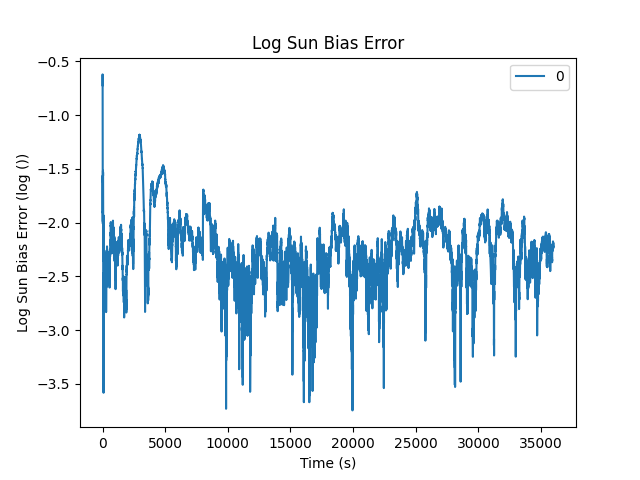 Log Sun Bias Error
0
Log Sun Bias Error (log ())
−0.5
−1.0
−1.5
−2.0
−2.5
−3.0
−3.5
0 5000 10000 15000 20000 25000 30000 35000
Time (s)